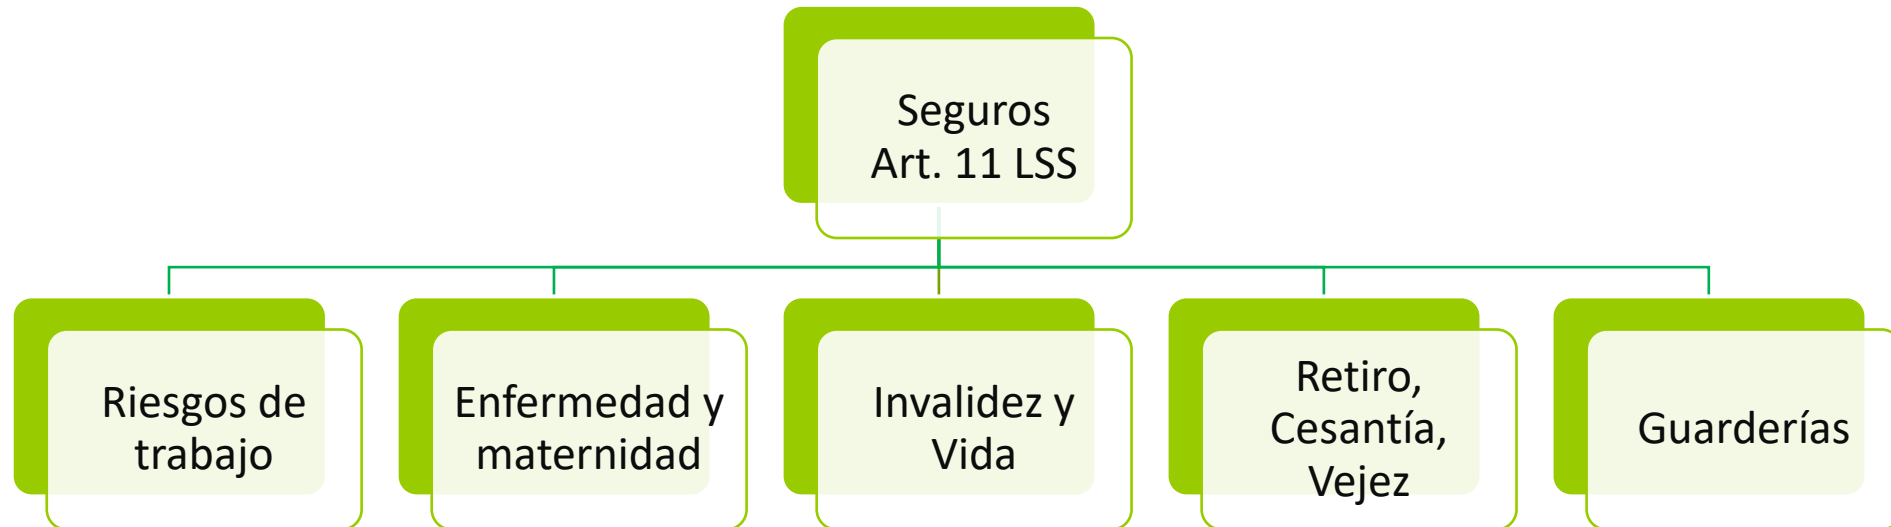 Seguros
Art. 11 LSS
Riesgos de
trabajo
Enfermedad y
maternidad
Invalidez y
Vida
Retiro,
Cesantía,
Vejez
Guarderías